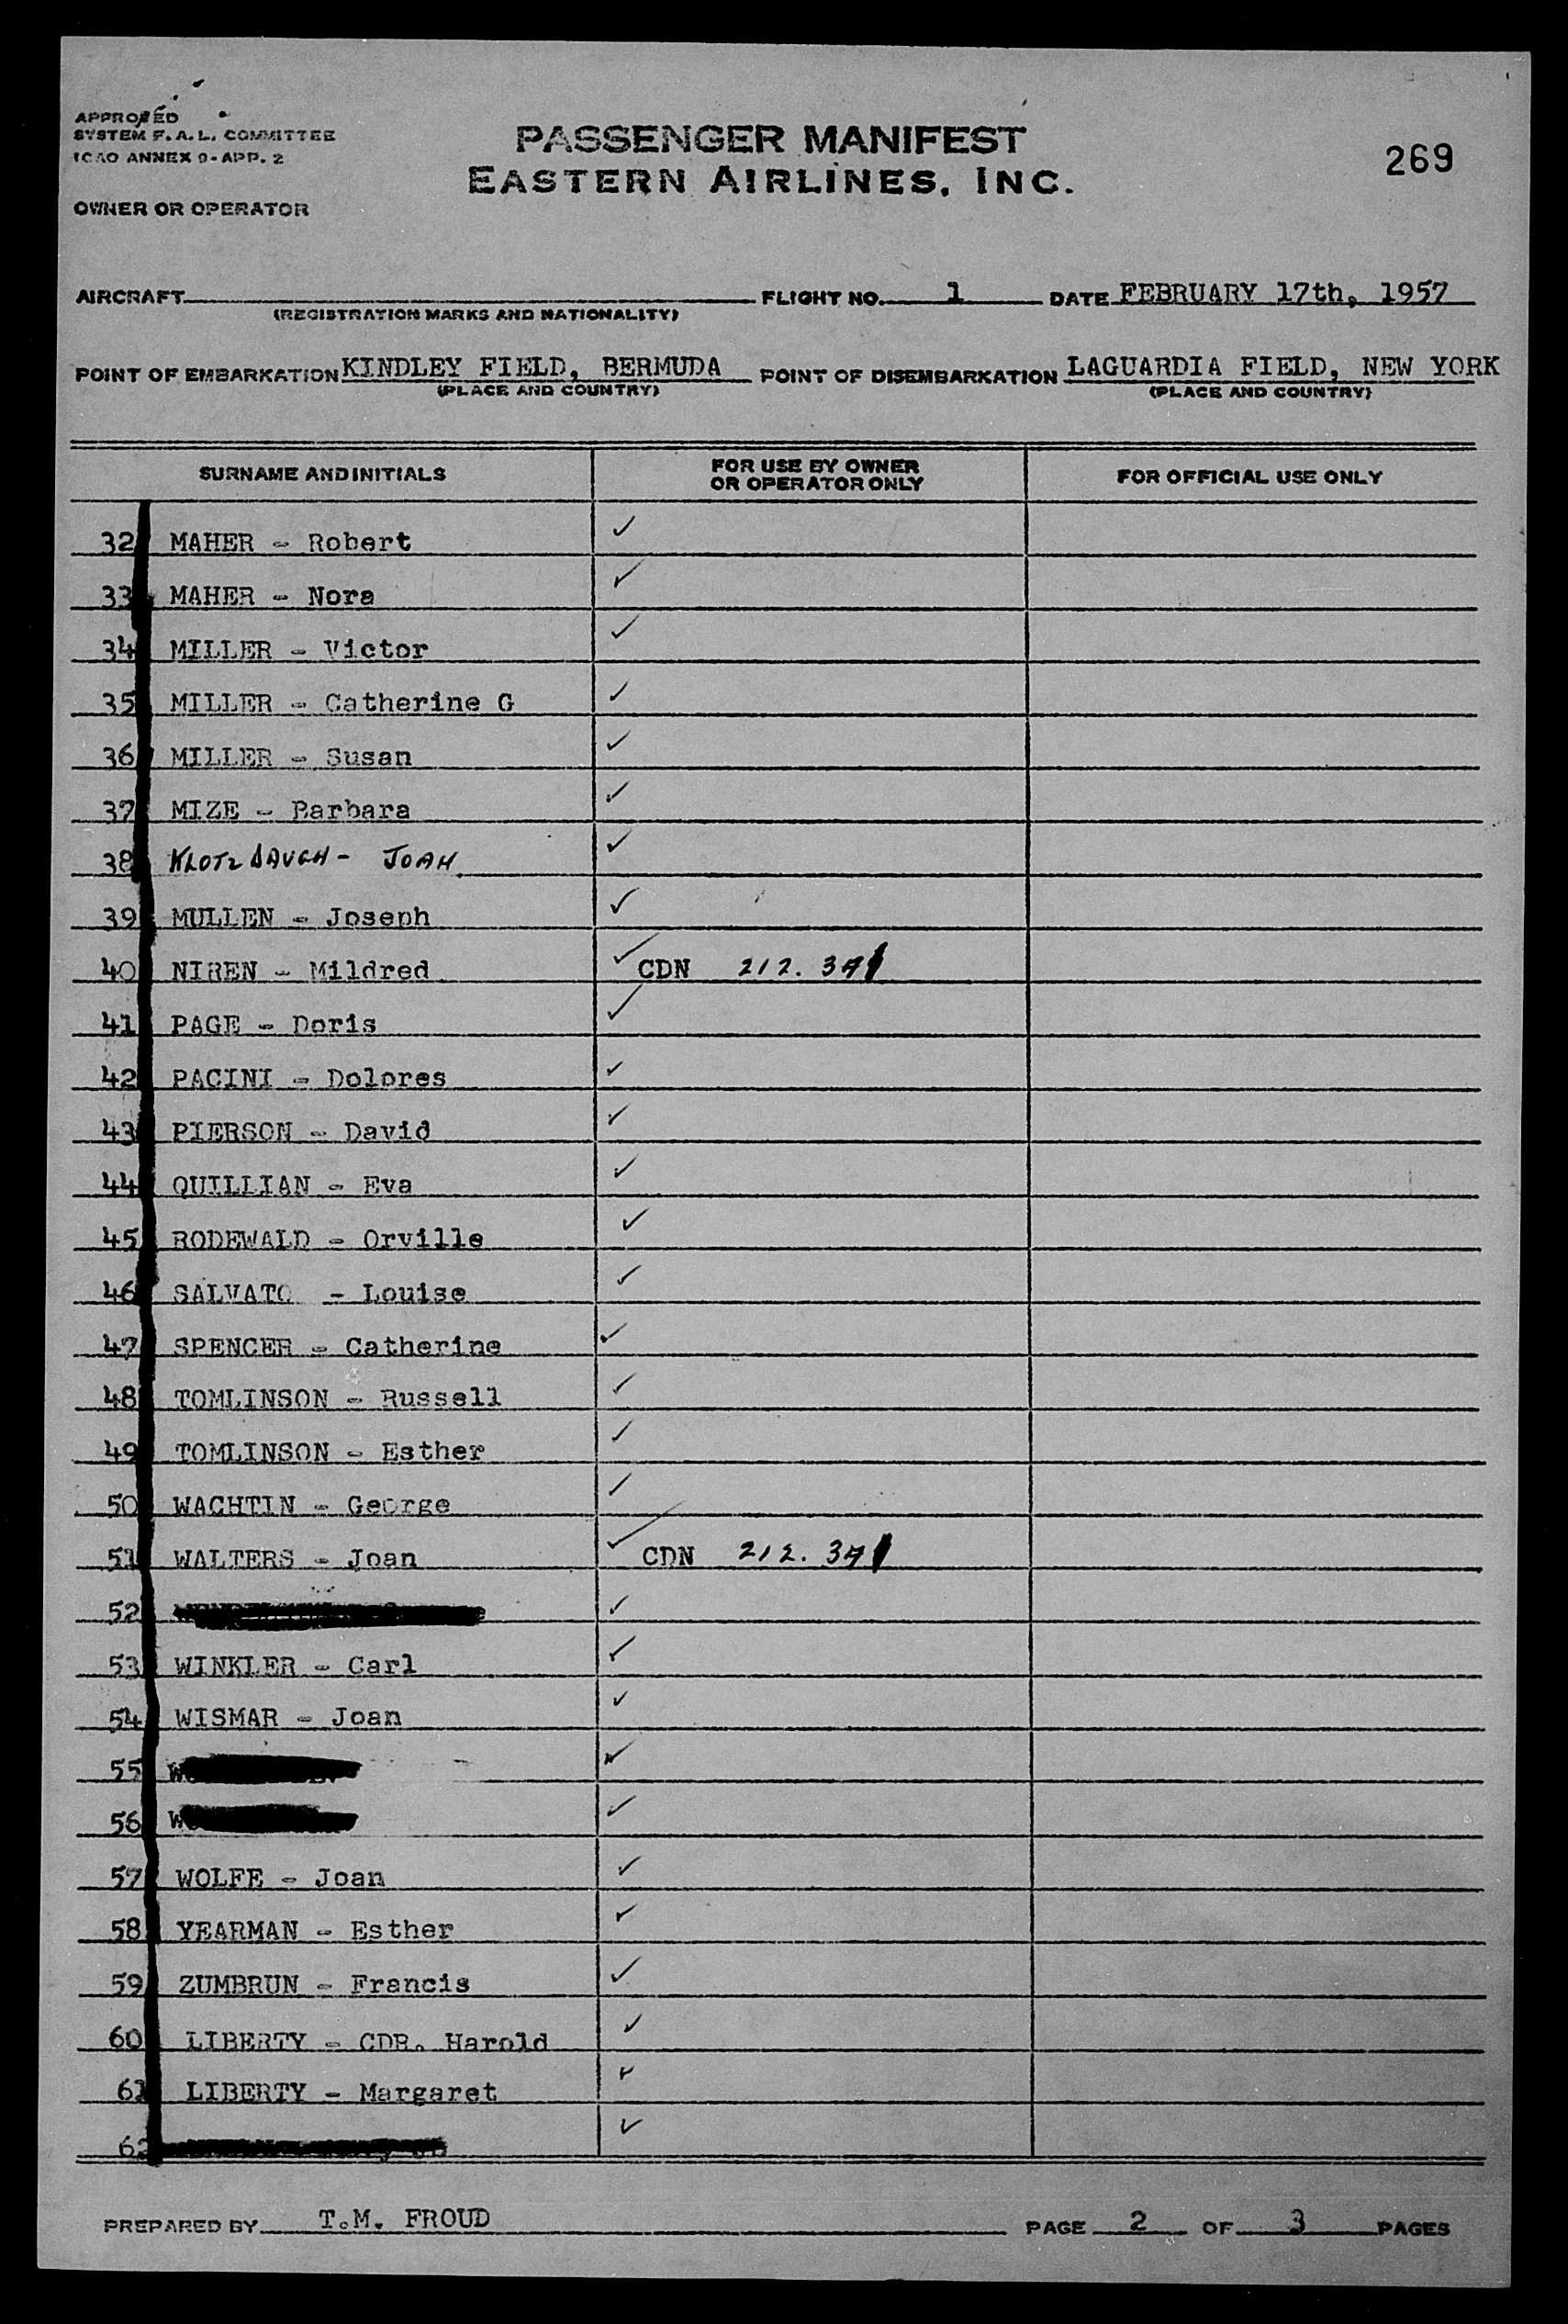 APPROVED
SYSTEM F.A.L. COMMITTEE
ICAO ANNEX 9-APP. 2
PASSENGER MANIFEST
EASTERN AIRLINES, INC.
269
OWNER OR OPERATOR
AIRCRAFT FLIGHT NO. 1 DATE FEBRUARY 17th, 1957
(REGISTRATION MARKS AND NATIONALITY)
POINT OF EMBARKATION KINDLEY FIELD, BERMUDA POINT OF DISEMBARKATION LAGUARDIA FIELD, NEW YORK
(PLACE AND COUNTRY) (PLACE AND COUNTRY)
SURNAME AND INITIALS FOR USE BY OWNER OR OPERATOR ONLY FOR OFFICIAL USE ONLY
32 MAHER - Robert ✓
33 MAHER - Nora ✓
34 MILLER - Victor ✓
35 MILLER - Catherine G ✓
36 MILLER - Susan ✓
37 MIZE - Barbara ✓
38 JOAN ✓
39 MULLEN - Joseph ✓
40 NIREN - Mildred ✓ CDN
41 PAGE - Doris ✓
42 PACINI - Dolores ✓
43 PIERSON - David ✓
44 QUILLIAN - Eva ✓
45 RODEWALD - Orville ✓
46 SALVATO - Louise ✓
47 SPENCER - Catherine ✓
48 TOMLINSON - Russell ✓
49 TOMLINSON - Esther ✓
50 WACHTIN - George ✓
51 WALTERS - Joan ✓ CDN
52 ✓
53 WINKLER - Carl ✓
54 WISMAR - Joan ✓
55 ✓
56 ✓
57 WOLFE - Joan ✓
58 YEARMAN - Esther ✓
59 ZUMBRUN - Francis ✓
60 LIBERTY - CDR. Harold ✓
61 LIBERTY - Margaret ✓
62 ✓
PREPARED BY T.M. FROUD PAGE 2 OF 3 PAGES